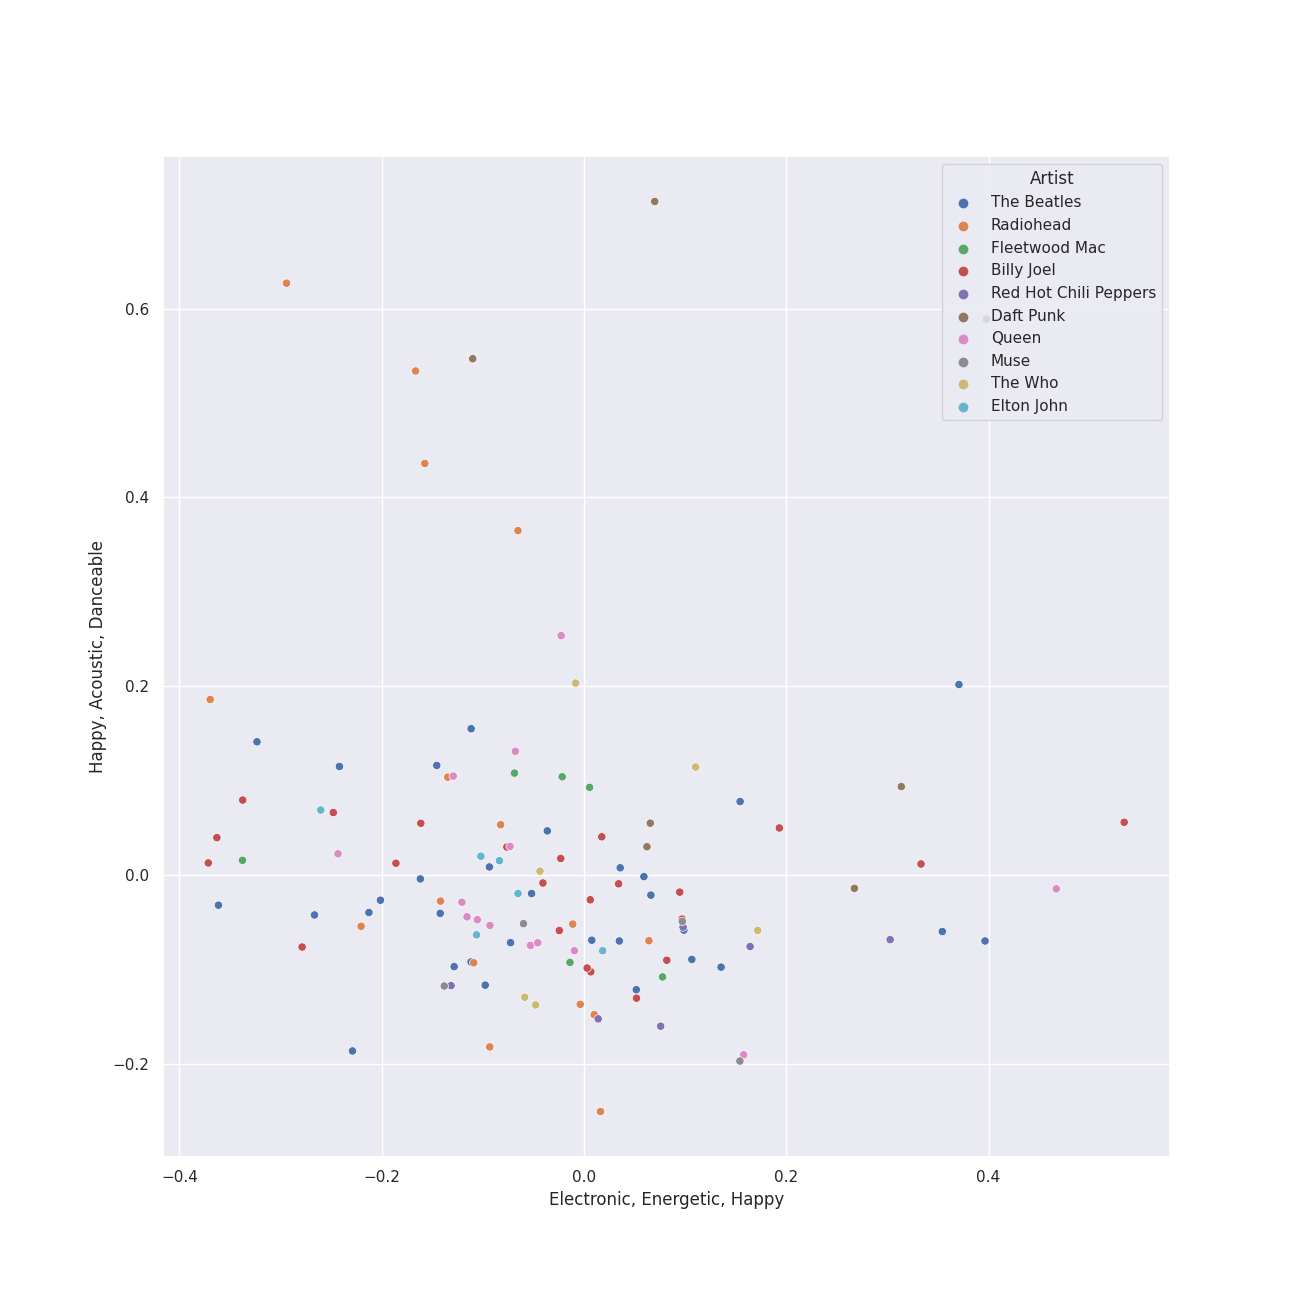 Artist
The Beatles
Radiohead
Fleetwood Mac
Billy Joel
Red Hot Chili Peppers
Daft Punk
Queen
Muse
The Who
Elton John
Happy, Acoustic, Danceable
0.6
0.4
0.2
0.0
−0.2
−0.4
−0.2
0.0
0.2
0.4
Electronic, Energetic, Happy